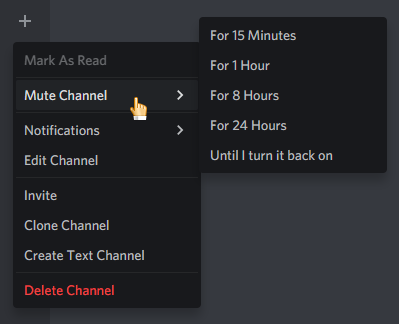 Mark As Read
Mute Channel
Notifications
Edit Channel
Invite
Clone Channel
Create Text Channel
Delete Channel
For 15 Minutes
For 1 Hour
For 8 Hours
For 24 Hours
Until I turn it back on